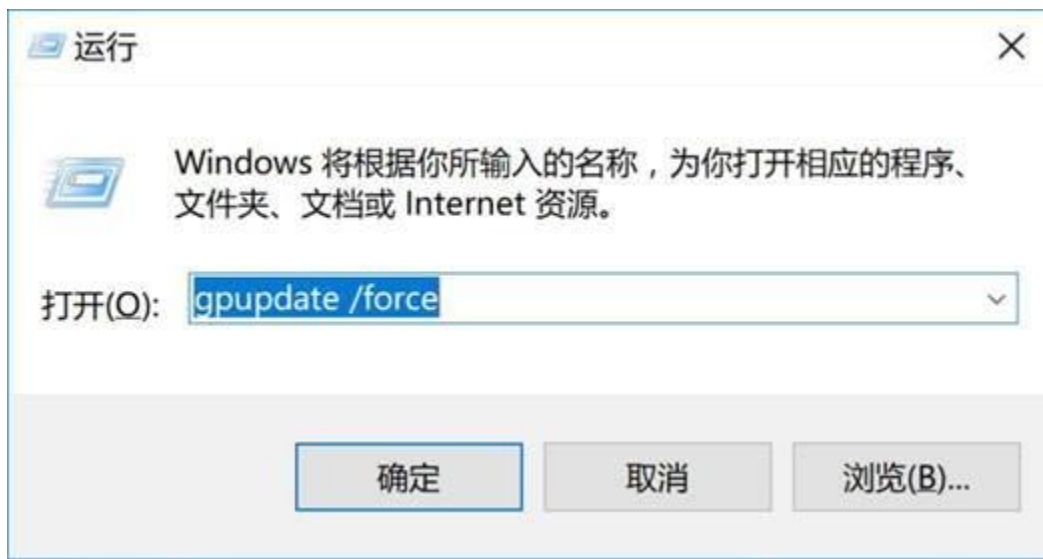 运行
Windows 将根据你所输入的名称，为你打开相应的程序、
文件夹、文档或 Internet 资源。
打开(O): gpupdate /force
确定 取消 浏览(B)...